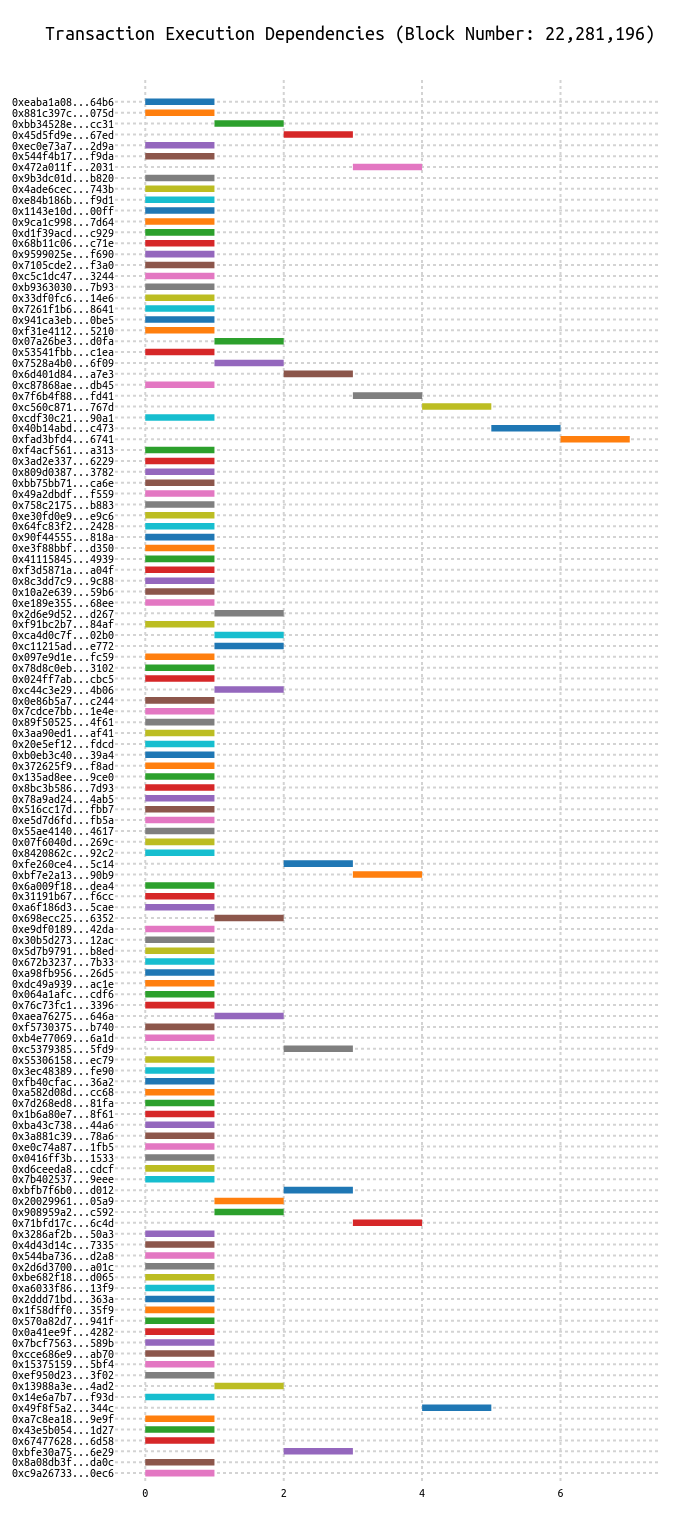 Transaction Execution Dependencies (Block Number: 22,281,196)
0xeaba1a08...64b6
0x881c397c...075d
0xbb34528e...cc31
0x45d5fd9e...67ed
0xec0e73a7...2d9a
0x544f4b17...f9da
0x472a011f...2031
0x9b3dc01d...b820
0x4ade6cec...743b
0xe84b186b...f9d1
0x1143e10d...00ff
0x9ca1c998...7d64
0xd1f39acd...c929
0x68b11c06...c71e
0x9599025e...f690
0x7105cde2...f3a0
0xc5c1dc47...3244
0xb9363030...7b93
0x33df0fc6...14e6
0x7261f1b6...8641
0x941ca3eb...0be5
0xf31e4112...5210
0x07a26be3...d0fa
0x53541fbb...c1ea
0x7528a4b0...6f09
0x6d401d84...a7e3
0xc87868ae...db45
0x7f6b4f88...fd41
0xc560c871...767d
0xcdf30c21...90a1
0x40b14abd...c473
0xfad3bfd4...6741
0xf4acf561...a313
0x3ad2e337...6229
0x809d0387...3782
0xbb75bb71...ca6e
0x49a2dbdf...f559
0x758c2175...b883
0xe30fd0e9...e9c6
0x64fc83f2...2428
0x90f44555...818a
0xe3f88bbf...d350
0x41115845...4939
0xf3d5871a...a04f
0x8c3dd7c9...9c88
0x10a2e639...59b6
0xe189e355...68ee
0x2d6e9d52...d267
0xf91bc2b7...84af
0xca4d0c7f...02b0
0xc11215ad...e772
0x097e9d1e...fc59
0x78d8c0eb...3102
0x024ff7ab...cbc5
0xc44c3e29...4b06
0x0e86b5a7...c244
0x7cdce7bb...1e4e
0x89f50525...4f61
0x3aa90ed1...af41
0x20e5ef12...fdcd
0xb0eb3c40...39a4
0x372625f9...f8ad
0x135ad8ee...9ce0
0x8bc3b586...7d93
0x78a9ad24...4ab5
0x516cc17d...fbb7
0xe5d7d6fd...fb5a
0x55ae4140...4617
0x07f6040d...269c
0x8420862c...92c2
0xfe260ce4...5c14
0xbf7e2a13...90b9
0x6a009f18...dea4
0x31191b67...f6cc
0xa6f186d3...5cae
0x698ecc25...6352
0xe9df0189...42da
0x30b5d273...12ac
0x5d7b9791...b8ed
0x672b3237...7b33
0xa98fb956...26d5
0xdc49a939...ac1e
0x064a1afc...cdf6
0x76c73fc1...3396
0xaea76275...646a
0xf5730375...b740
0xb4e77069...6a1d
0xc5379385...5fd9
0x55306158...ec79
0x3ec48389...fe90
0xfb40cfac...36a2
0xa582d08d...cc68
0x7d268ed8...81fa
0x1b6a80e7...8f61
0xba43c738...44a6
0x3a881c39...78a6
0xe0c74a87...1fb5
0x0416ff3b...1533
0xd6ceeda8...cdcf
0x7b402537...9eee
0xbfb7f6b0...d012
0x20029961...05a9
0x908959a2...c592
0x71bfd17c...6c4d
0x3286af2b...50a3
0x4d43d14c...7335
0x544ba736...d2a8
0x2d6d3700...a01c
0xbe682f18...d065
0xa6033f86...13f9
0x2ddd71bd...363a
0x1f58dff0...35f9
0x570a82d7...941f
0x0a41ee9f...4282
0x7bcf7563...589b
0xcce686e9...ab70
0x15375159...5bf4
0xef950d23...3f02
0x13988a3e...4ad2
0x14e6a7b7...f93d
0x49f8f5a2...344c
0xa7c8ea18...9e9f
0x43e5b054...1d27
0x67477628...6d58
0xbfe30a75...6e29
0x8a08db3f...da0c
0xc9a26733...0ec6
0 2 4 6